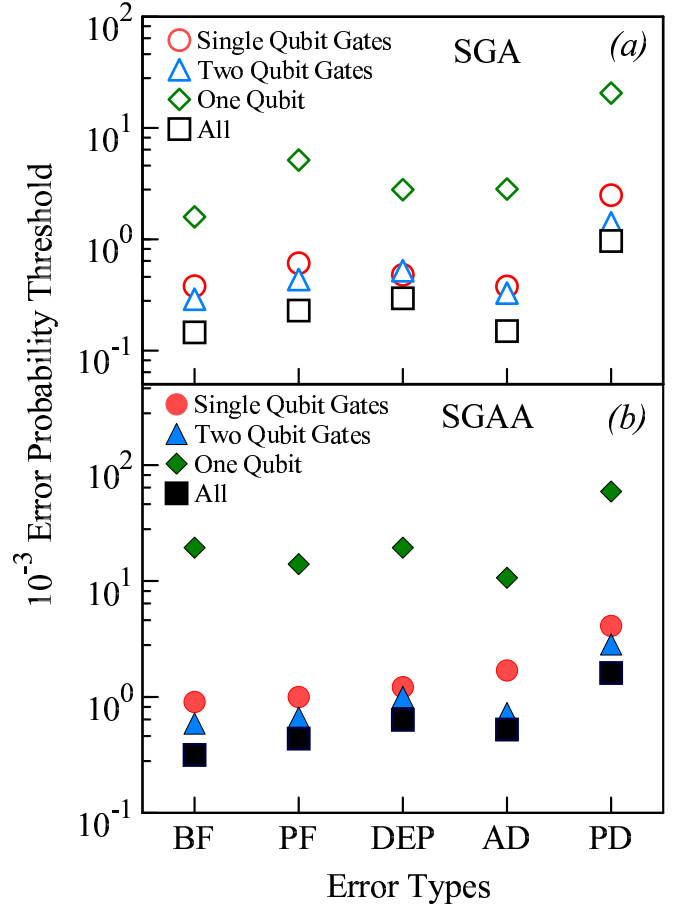 10^2
Single Qubit Gates
SGA
(a)
Two Qubit Gates
One Qubit
10^1
All
10^0
10^-1
Single Qubit Gates
SGAA
(b)
Two Qubit Gates
10^2
One Qubit
All
10^1
10^0
10^-1
10^-3 Error Probability Threshold
BF PF DEP AD PD
Error Types